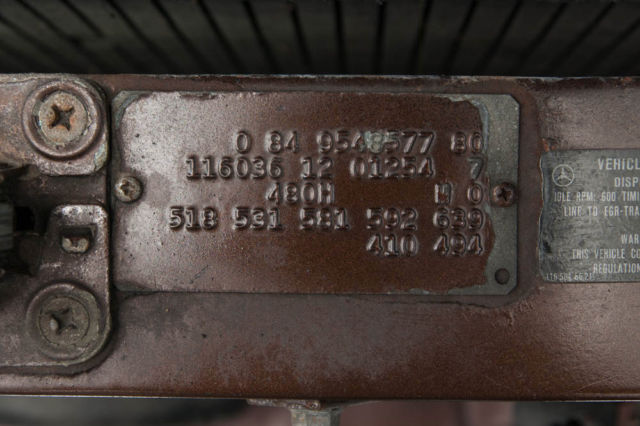 0 84 9548577 80
116036 12 01254 7
480H W 0
518 531 581 592 639
410 494
VEHICL
DISP
IDLE RPM: 600 TIMI
LINE TO EGR-TRA
WAR
THIS VEHICLE CO
REGULATION